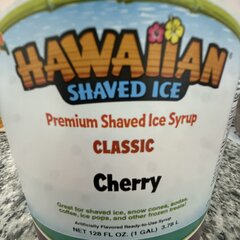 HAWAIIAN
SHAVED ICE
Premium Shaved Ice Syrup
CLASSIC
Cherry
Great for shaved ice, snow cones, sodas,
coffee, ice pops, and other frozen treats!
Artificially Flavored Ready-to-Use Syrup
NET 128 FL OZ. (1 GAL) 3.78 L